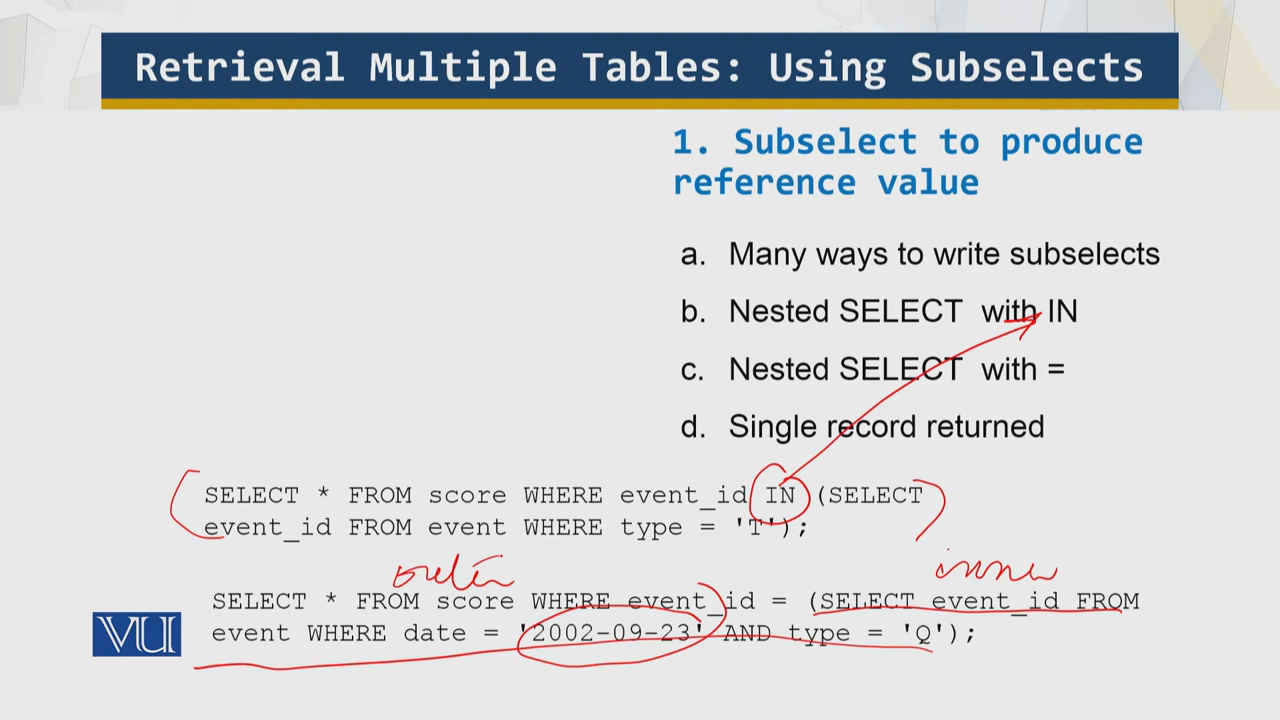 Retrieval Multiple Tables: Using Subselects
1. Subselect to produce
reference value
a. Many ways to write subselects
b. Nested SELECT with IN
c. Nested SELECT with =
d. Single record returned
SELECT * FROM score WHERE event_id IN (SELECT
event_id FROM event WHERE type = 'T');
outer inner
SELECT * FROM score WHERE event_id = (SELECT event_id FROM
event WHERE date = '2002-09-23' AND type = 'Q');
VU